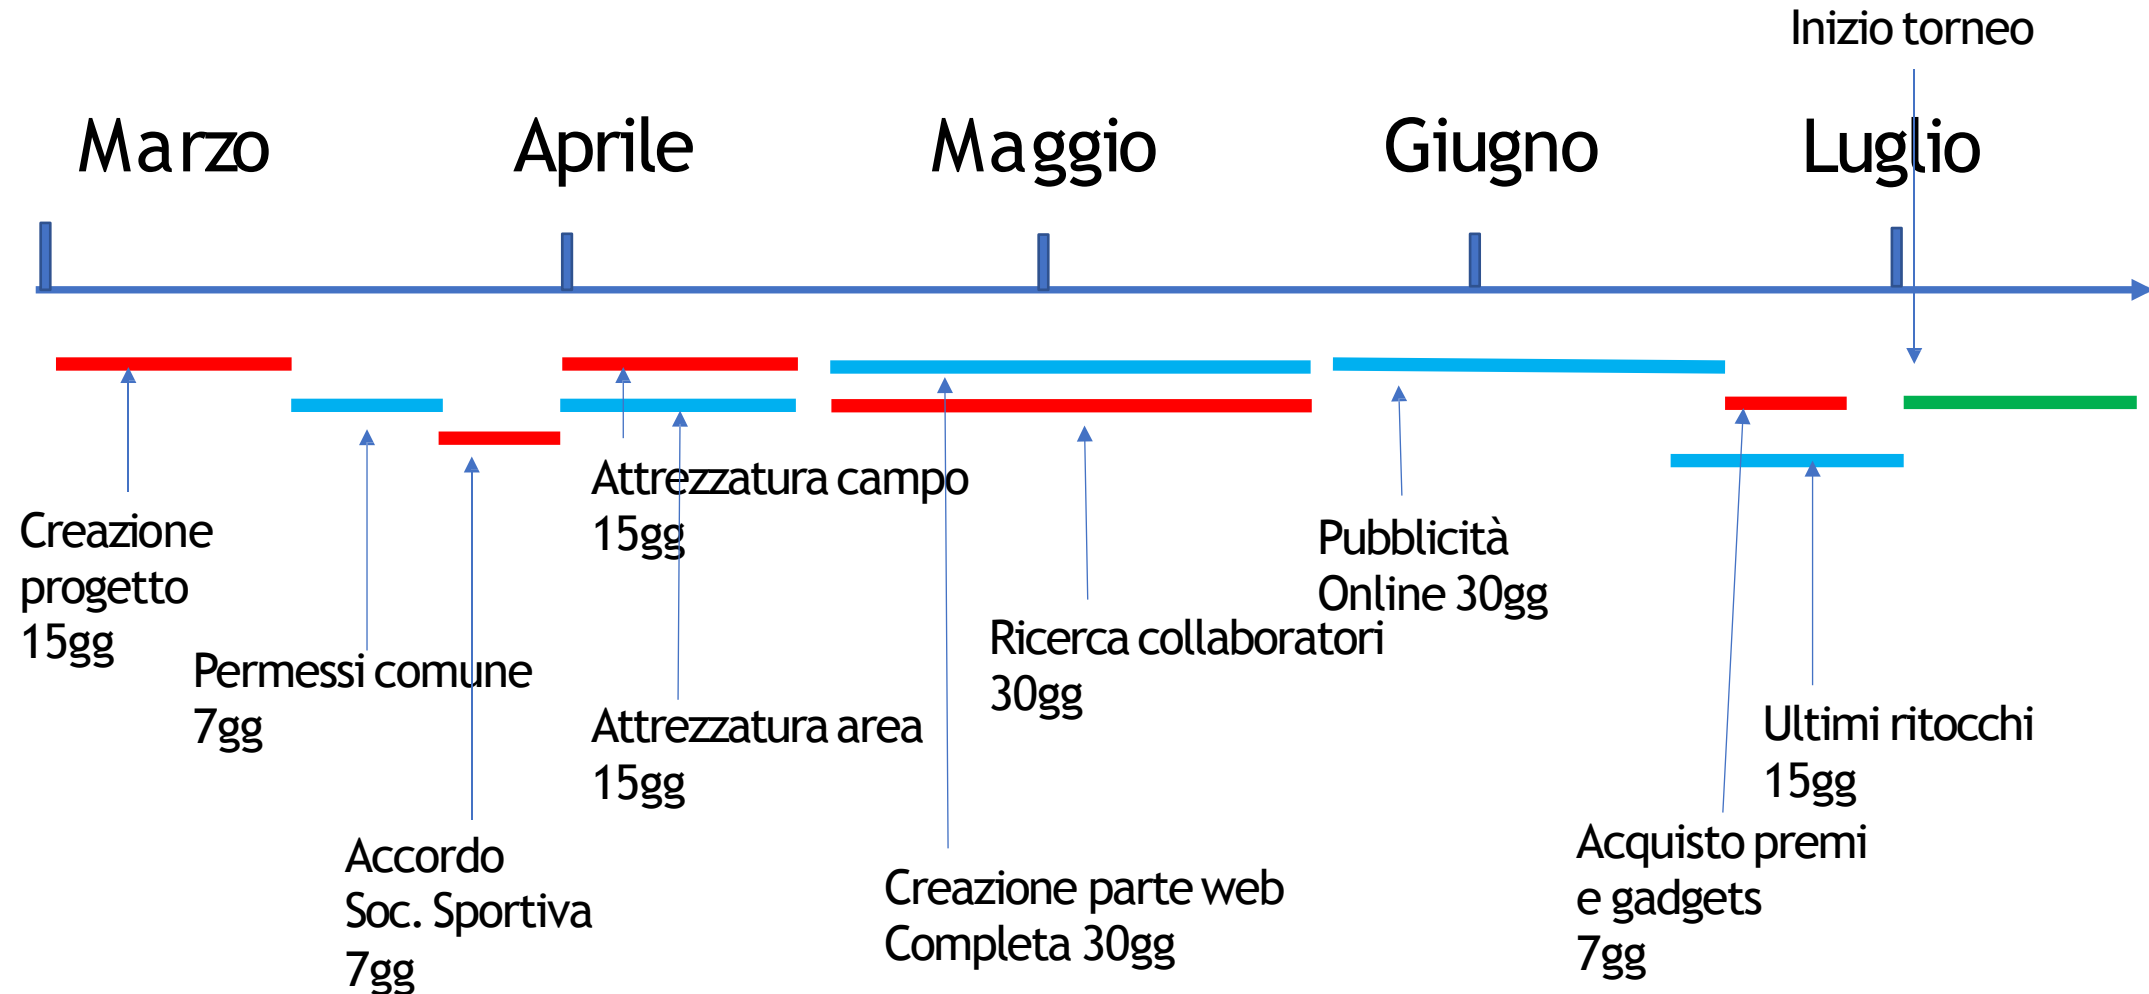 Inizio torneo
Marzo
Aprile
Maggio
Giugno
Luglio
Creazione
progetto
15gg
Permessi comune
7gg
Accordo
Soc. Sportiva
7gg
Attrezzatura campo
15gg
Attrezzatura area
15gg
Creazione parte web
Completa 30gg
Ricerca collaboratori
30gg
Pubblicità
Online 30gg
Acquisto premi
e gadgets
7gg
Ultimi ritocchi
15gg